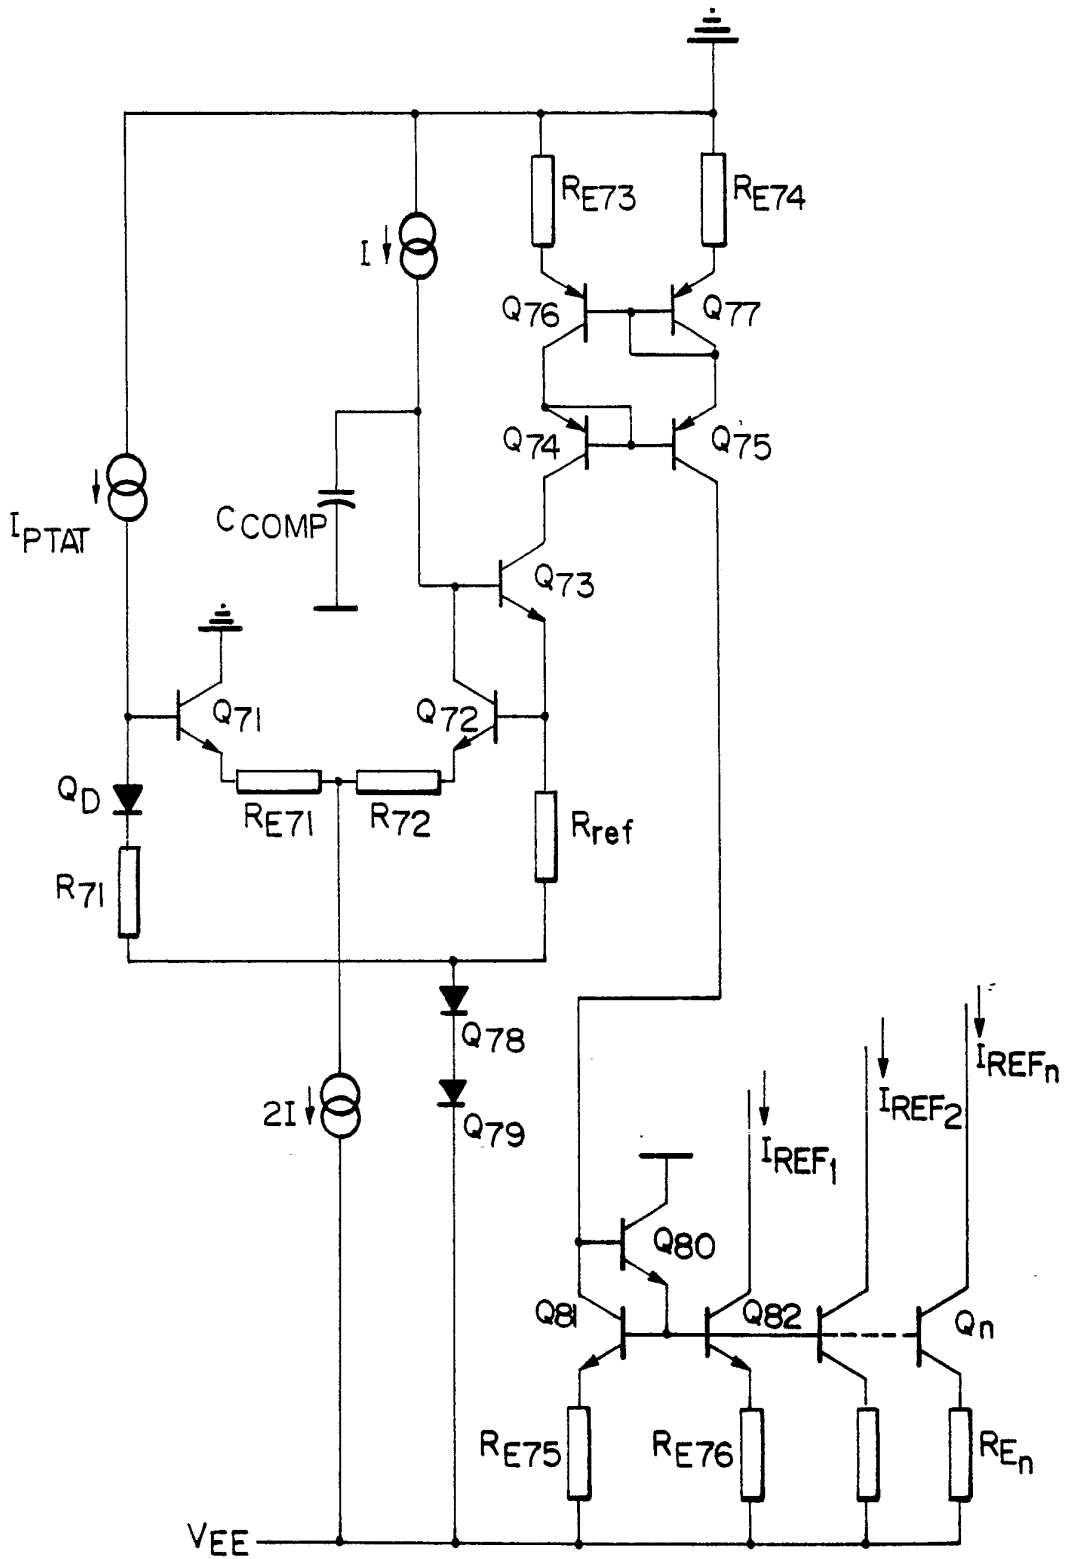 RE73
RE74
I
Q76
Q77
Q74
Q75
IPTAT
CCOMP
Q73
Q71
Q72
QD
RE71
R72
Rref
R71
Q78
2I
Q79
IREFn
IREF2
IREF1
Q80
Q81
Q82
Qn
RE75
RE76
REn
VEE